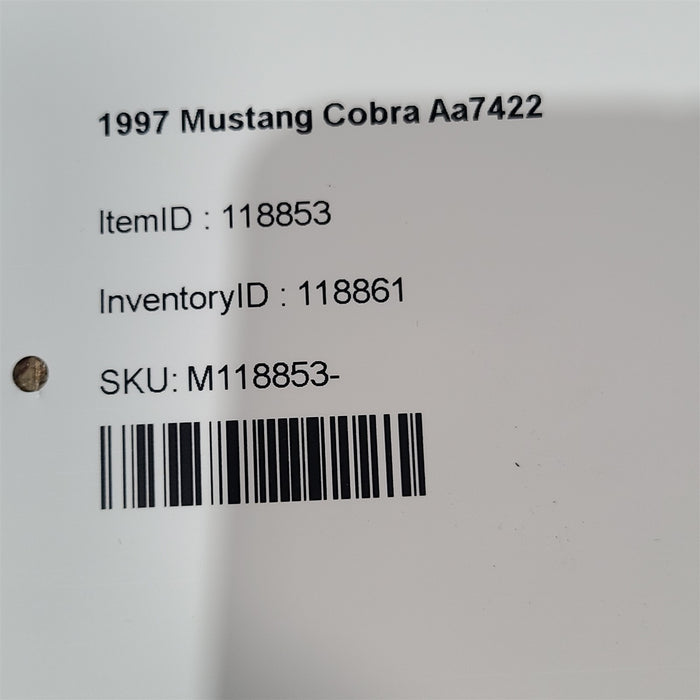 1997 Mustang Cobra Aa7422
ItemID : 118853
InventoryID : 118861
SKU: M118853-